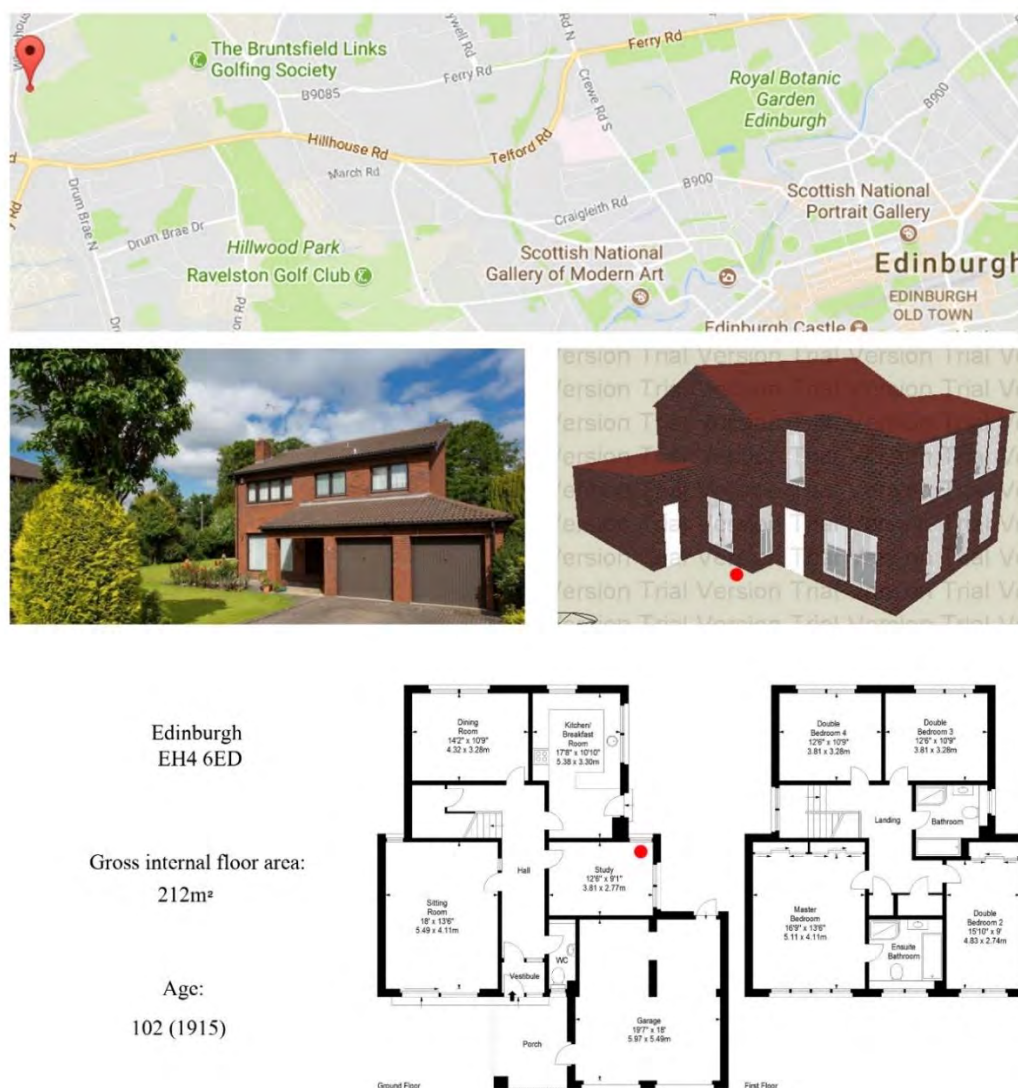 The Bruntsfield Links
Golfing Society
Ferry Rd
B9085
Ferry Rd
Crewe Rd S
Royal Botanic
Garden
Edinburgh
B900
Hillhouse Rd
Telford Rd
March Rd
B900
Craigleith Rd
Scottish National
Portrait Gallery
Drum Brae N
Drum Brae Dr
Hillwood Park
Ravelston Golf Club
Scottish National
Gallery of Modern Art
Edinburgh
EDINBURGH
OLD TOWN
Edinburgh Castle
Trial Version
Edinburgh
EH4 6ED
Gross internal floor area:
212m²
Age:
102 (1915)
Dining
Room
14'2" x 10'9"
4.32 x 3.28m
Kitchen/
Breakfast
Room
17'8" x 10'10"
5.38 x 3.30m
Hall
Study
12'6" x 9'1"
3.81 x 2.77m
Sitting
Room
18' x 13'6"
5.49 x 4.11m
WC
Vestibule
Porch
Garage
19'7" x 18'
5.97 x 5.49m
Ground Floor
Double
Bedroom 4
12'6" x 10'9"
3.81 x 3.28m
Double
Bedroom 3
12'6" x 10'9"
3.81 x 3.28m
Landing
Bathroom
Master
Bedroom
16'9" x 13'6"
5.11 x 4.11m
Ensuite
Bathroom
Double
Bedroom 2
15'10" x 9'
4.83 x 2.74m
First Floor